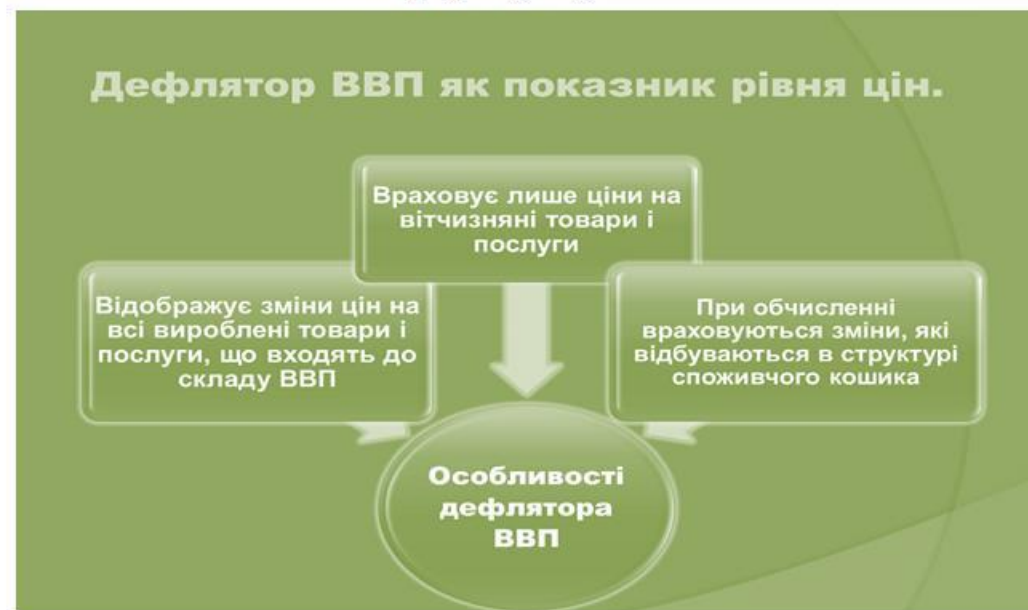 Дефлятор ВВП як показник рівня цін.
Враховує лише ціни на
вітчизняні товари і
послуги
Відображує зміни цін на
всі вироблені товари і
послуги, що входять до
складу ВВП
При обчисленні
враховуються зміни, які
відбуваються в структурі
споживчого кошика
Особливості
дефлятора
ВВП